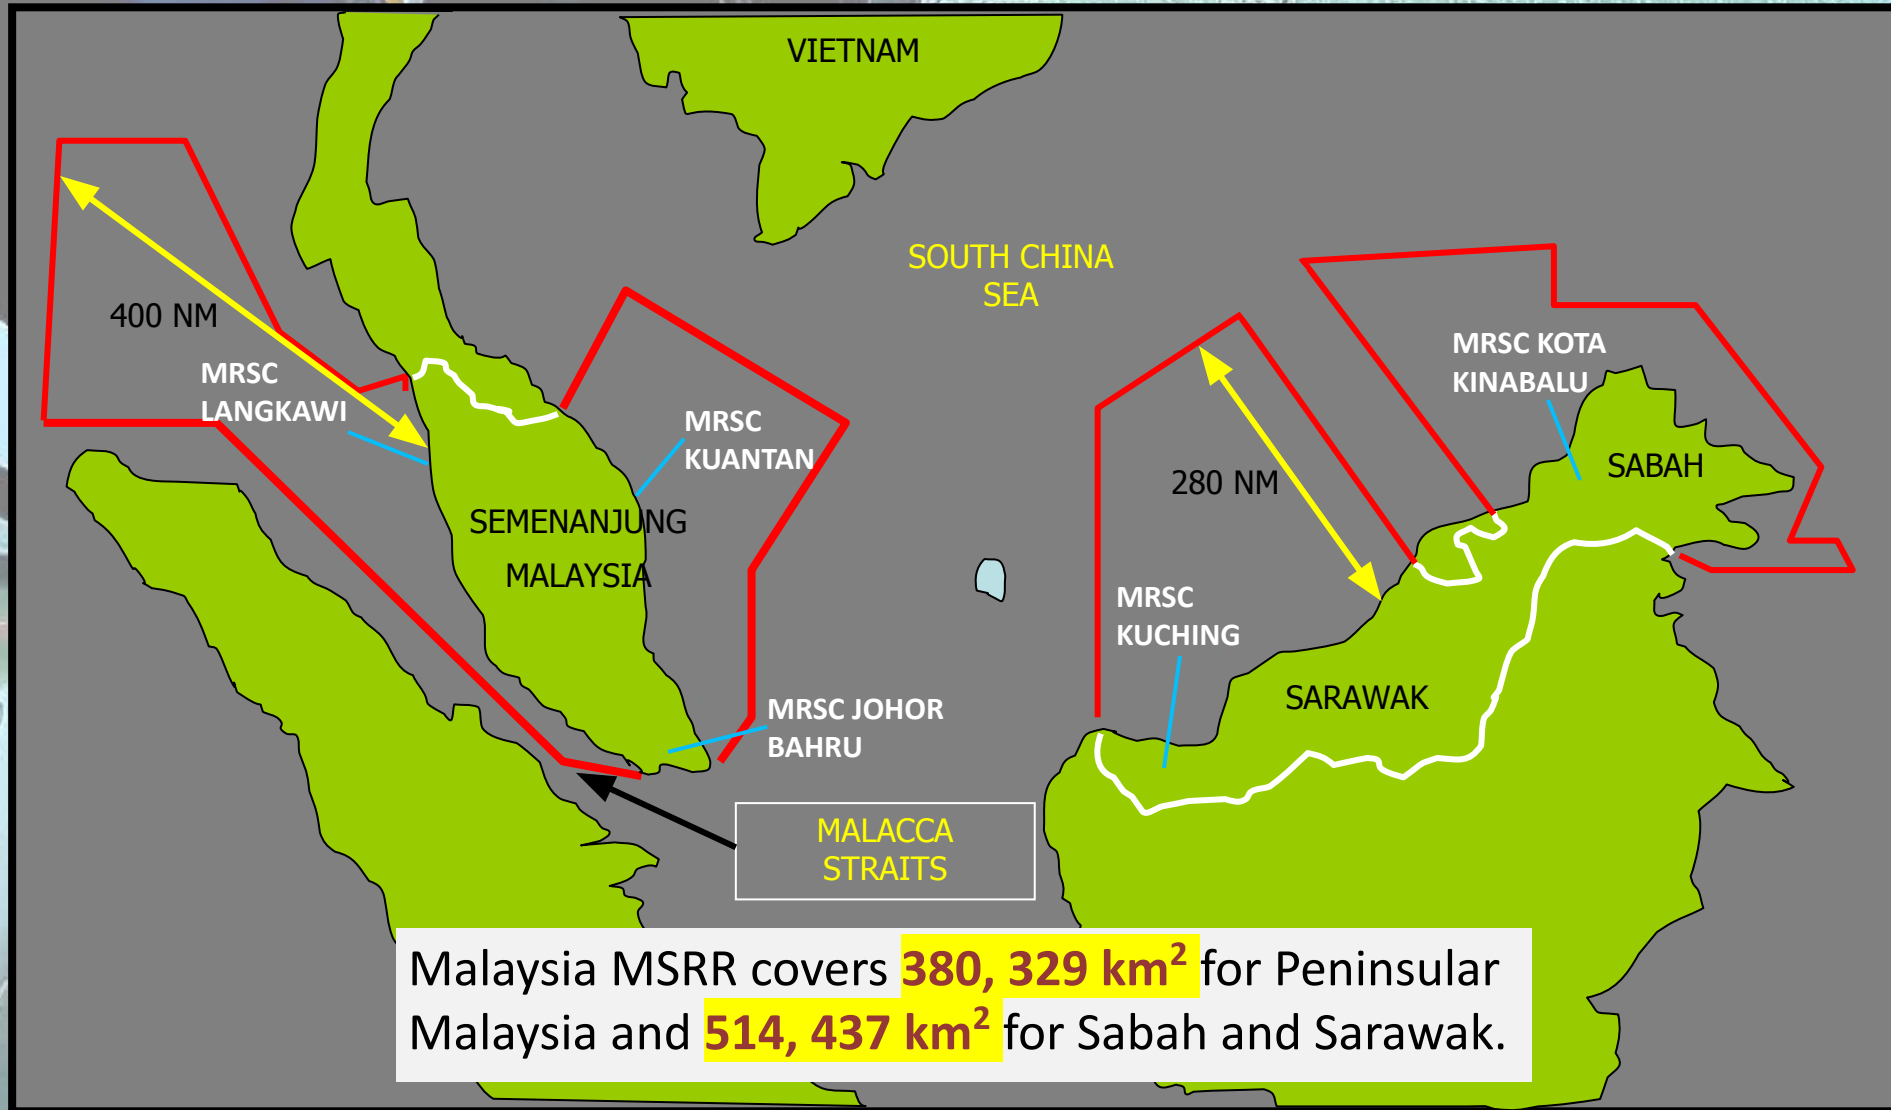 VIETNAM
SOUTH CHINA
SEA
400 NM
MRSC
LANGKAWI
MRSC
KUANTAN
SEMENANJUNG
MALAYSIA
MRSC JOHOR
BAHRU
MALACCA
STRAITS
280 NM
MRSC KOTA
KINABALU
SABAH
MRSC
KUCHING
SARAWAK
Malaysia MSRR covers 380, 329 km² for Peninsular
Malaysia and 514, 437 km² for Sabah and Sarawak.